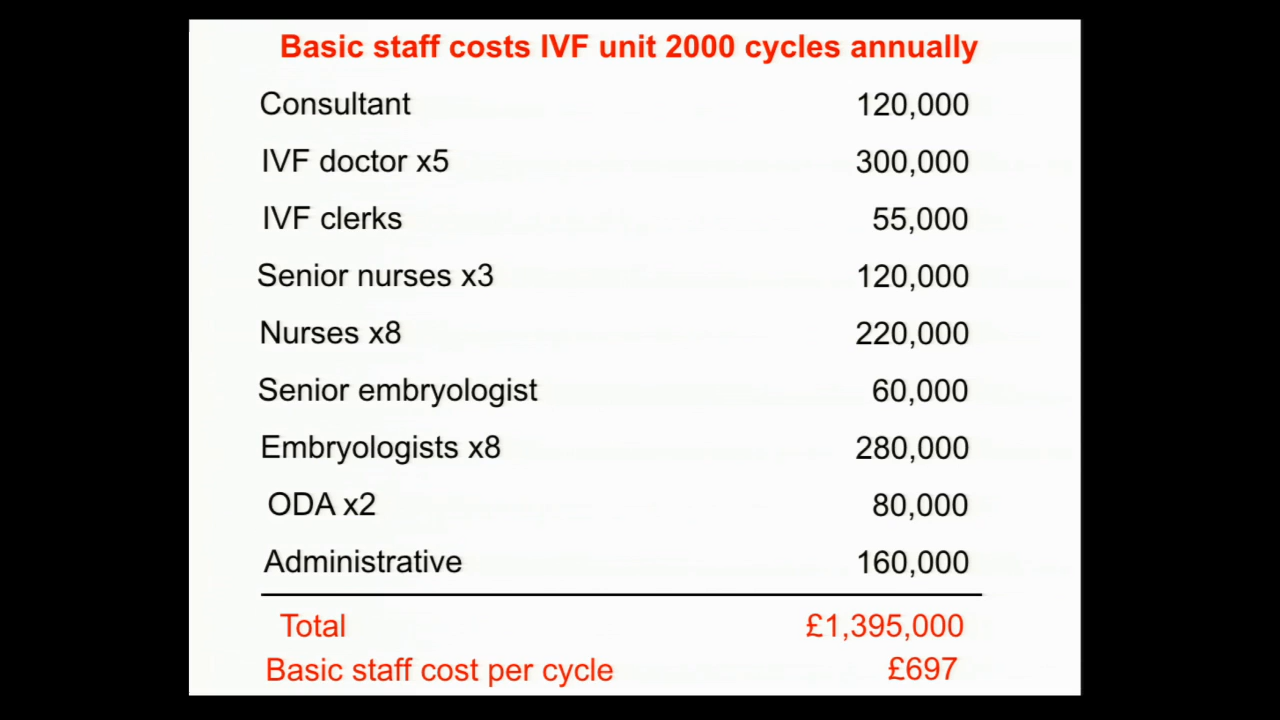 Basic staff costs IVF unit 2000 cycles annually
Consultant 120,000
IVF doctor x5 300,000
IVF clerks 55,000
Senior nurses x3 120,000
Nurses x8 220,000
Senior embryologist 60,000
Embryologists x8 280,000
ODA x2 80,000
Administrative 160,000
Total £1,395,000
Basic staff cost per cycle £697